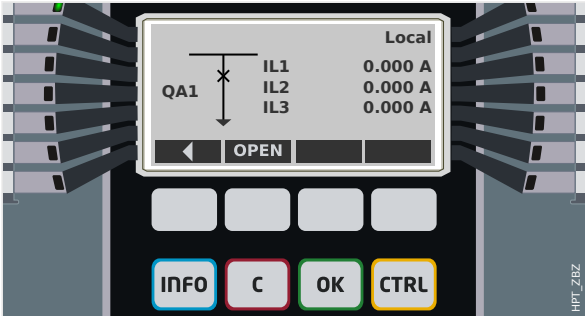 Local
IL1 0.000 A
QA1 IL2 0.000 A
IL3 0.000 A
OPEN
INFO C OK CTRL
HPT_ZBZ